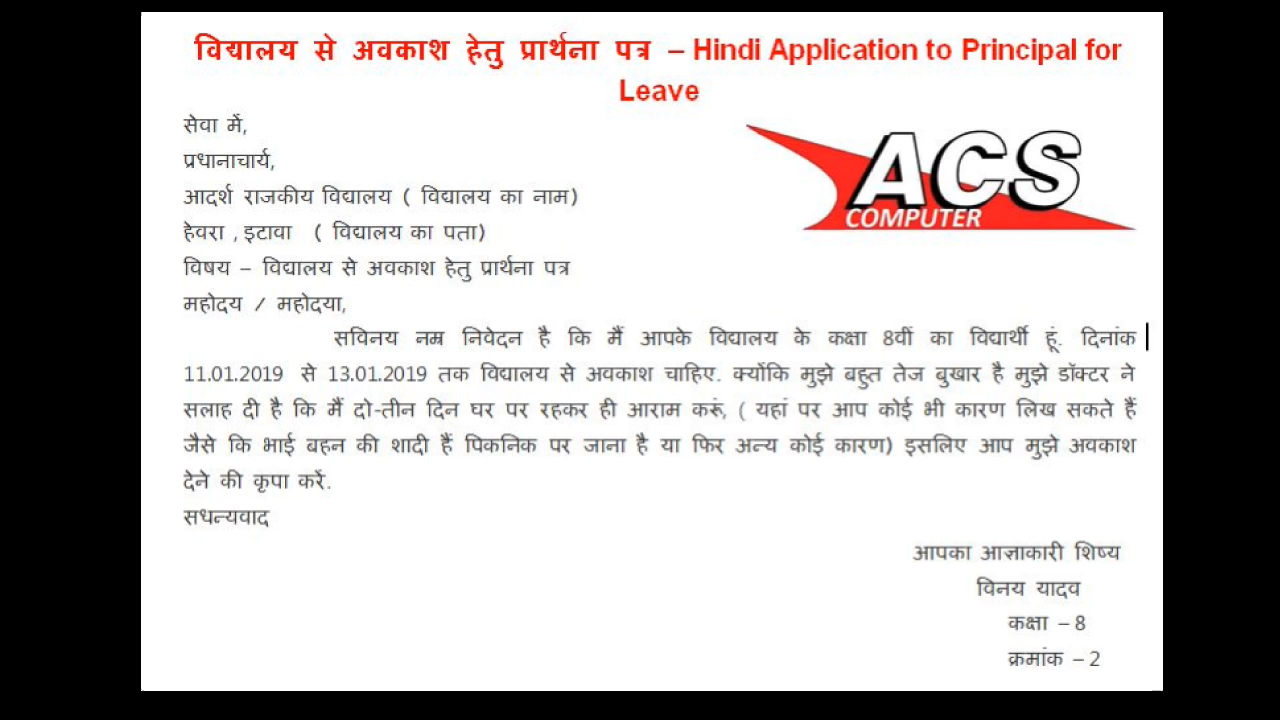 विद्यालय से अवकाश हेतु प्रार्थना पत्र – Hindi Application to Principal for
Leave
सेवा में,
प्रधानाचार्य,
आदर्श राजकीय विद्यालय ( विद्यालय का नाम)
हेवरा , इटावा ( विद्यालय का पता)
ACS
COMPUTER
विषय – विद्यालय से अवकाश हेतु प्रार्थना पत्र
महोदय / महोदया,
सविनय नम्र निवेदन है कि मैं आपके विद्यालय के कक्षा 8वीं का विद्यार्थी हूं. दिनांक
11.01.2019 से 13.01.2019 तक विद्यालय से अवकाश चाहिए. क्योंकि मुझे बहुत तेज बुखार है मुझे डॉक्टर ने
सलाह दी है कि मैं दो-तीन दिन घर पर रहकर ही आराम करूं, ( यहां पर आप कोई भी कारण लिख सकते हैं
जैसे कि भाई बहन की शादी हैं पिकनिक पर जाना है या फिर अन्य कोई कारण) इसलिए आप मुझे अवकाश
देने की कृपा करें.
सधन्यवाद
आपका आज्ञाकारी शिष्य
विनय यादव
कक्षा – 8
क्रमांक – 2